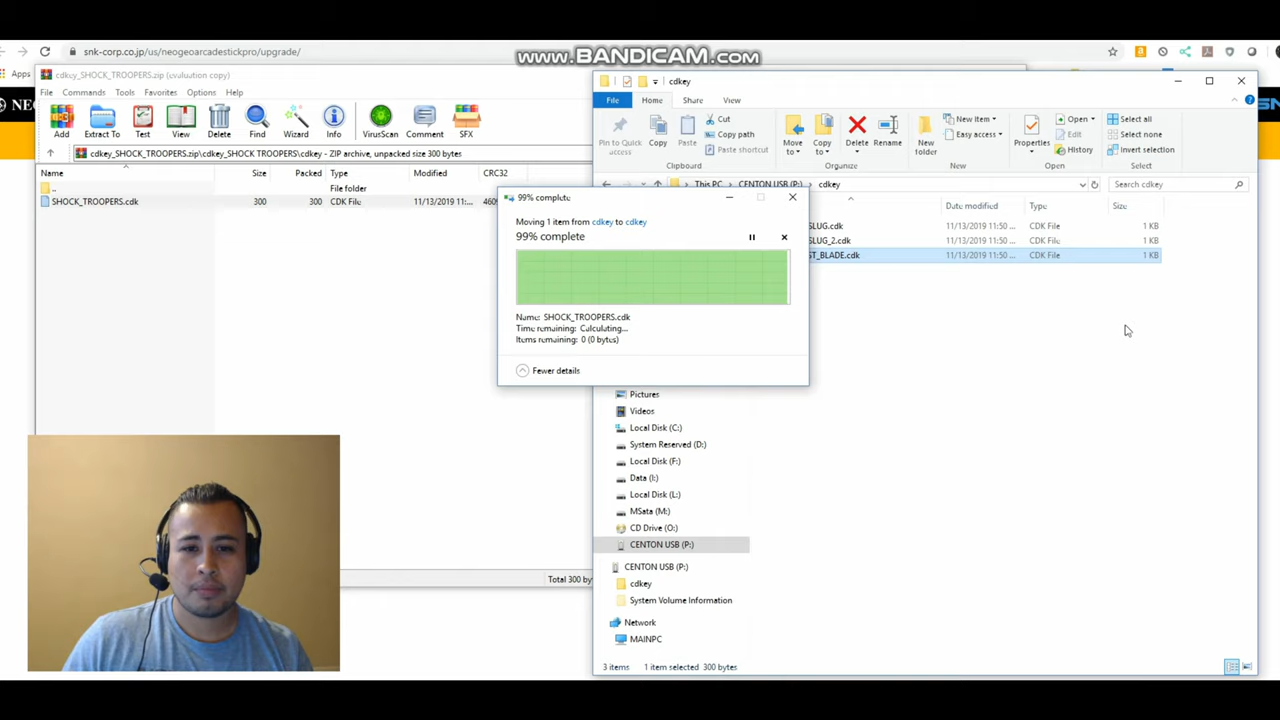 www.BANDICAM.com
snk-corp.co.jp/us/neogeoarcadestickpro/upgrade/
Apps
cdkey_SHOCK_TROOPERS.zip (evaluation copy)
File Commands Tools Favorites Options Help
Add Extract To Test View Delete Find Wizard Info VirusScan Comment SFX
cdkey_SHOCK_TROOPERS.zip\cdkey_SHOCK TROOPERS\cdkey - ZIP archive, unpacked size 300 bytes
Name Size Packed Type Modified CRC32
.. File folder
SHOCK_TROOPERS.cdk 300 300 CDK File 11/13/2019 11:...
Total 300 by
cdkey
File Home Share View
Pin to Quick access
Copy
Paste
Cut
Copy path
Paste shortcut
Clipboard
Move to
Copy to
Delete
Rename
Organize
New folder
New item
Easy access
New
Properties
Open
Edit
History
Open
Select all
Select none
Invert selection
Select
This PC CENTON USB (P:) cdkey
Search cdkey
Date modified Type Size
SLUG.cdk 11/13/2019 11:50 ... CDK File 1 KB
SLUG_2.cdk 11/13/2019 11:50 ... CDK File 1 KB
T_BLADE.cdk 11/13/2019 11:50 ... CDK File 1 KB
99% complete
Moving 1 item from cdkey to cdkey
99% complete
Name: SHOCK_TROOPERS.cdk
Time remaining: Calculating...
Items remaining: 0 (0 bytes)
Fewer details
Pictures
Videos
Local Disk (C:)
System Reserved (D:)
Local Disk (F:)
Data (I:)
Local Disk (L:)
MSata (M:)
CD Drive (O:)
CENTON USB (P:)
CENTON USB (P:)
cdkey
System Volume Information
Network
MAINPC
3 items 1 item selected 300 bytes